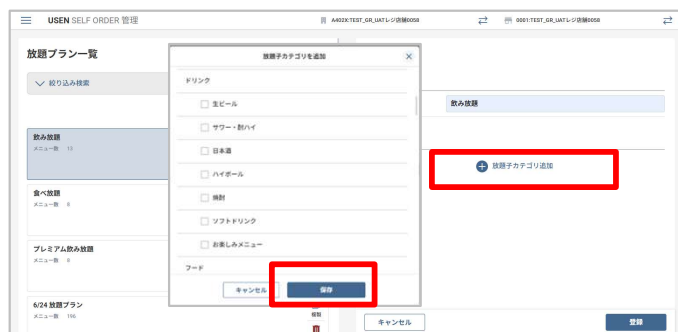 USEN SELF ORDER 管理
A402X:TEST_GR_UATレジ店舗0058
0001:TEST_GR_UATレジ店舗0058
放題プラン一覧
絞り込み検索
飲み放題
メニュー数 15
食べ放題
メニュー数 8
プレミアム飲み放題
メニュー数 8
6/24 放題プラン
メニュー数 196
複製
放題子カテゴリを追加
ドリンク
生ビール
サワー・酎ハイ
日本酒
ハイボール
焼酎
ソフトドリンク
お楽しみメニュー
フード
キャンセル
保存
飲み放題
放題子カテゴリ追加
キャンセル
登録